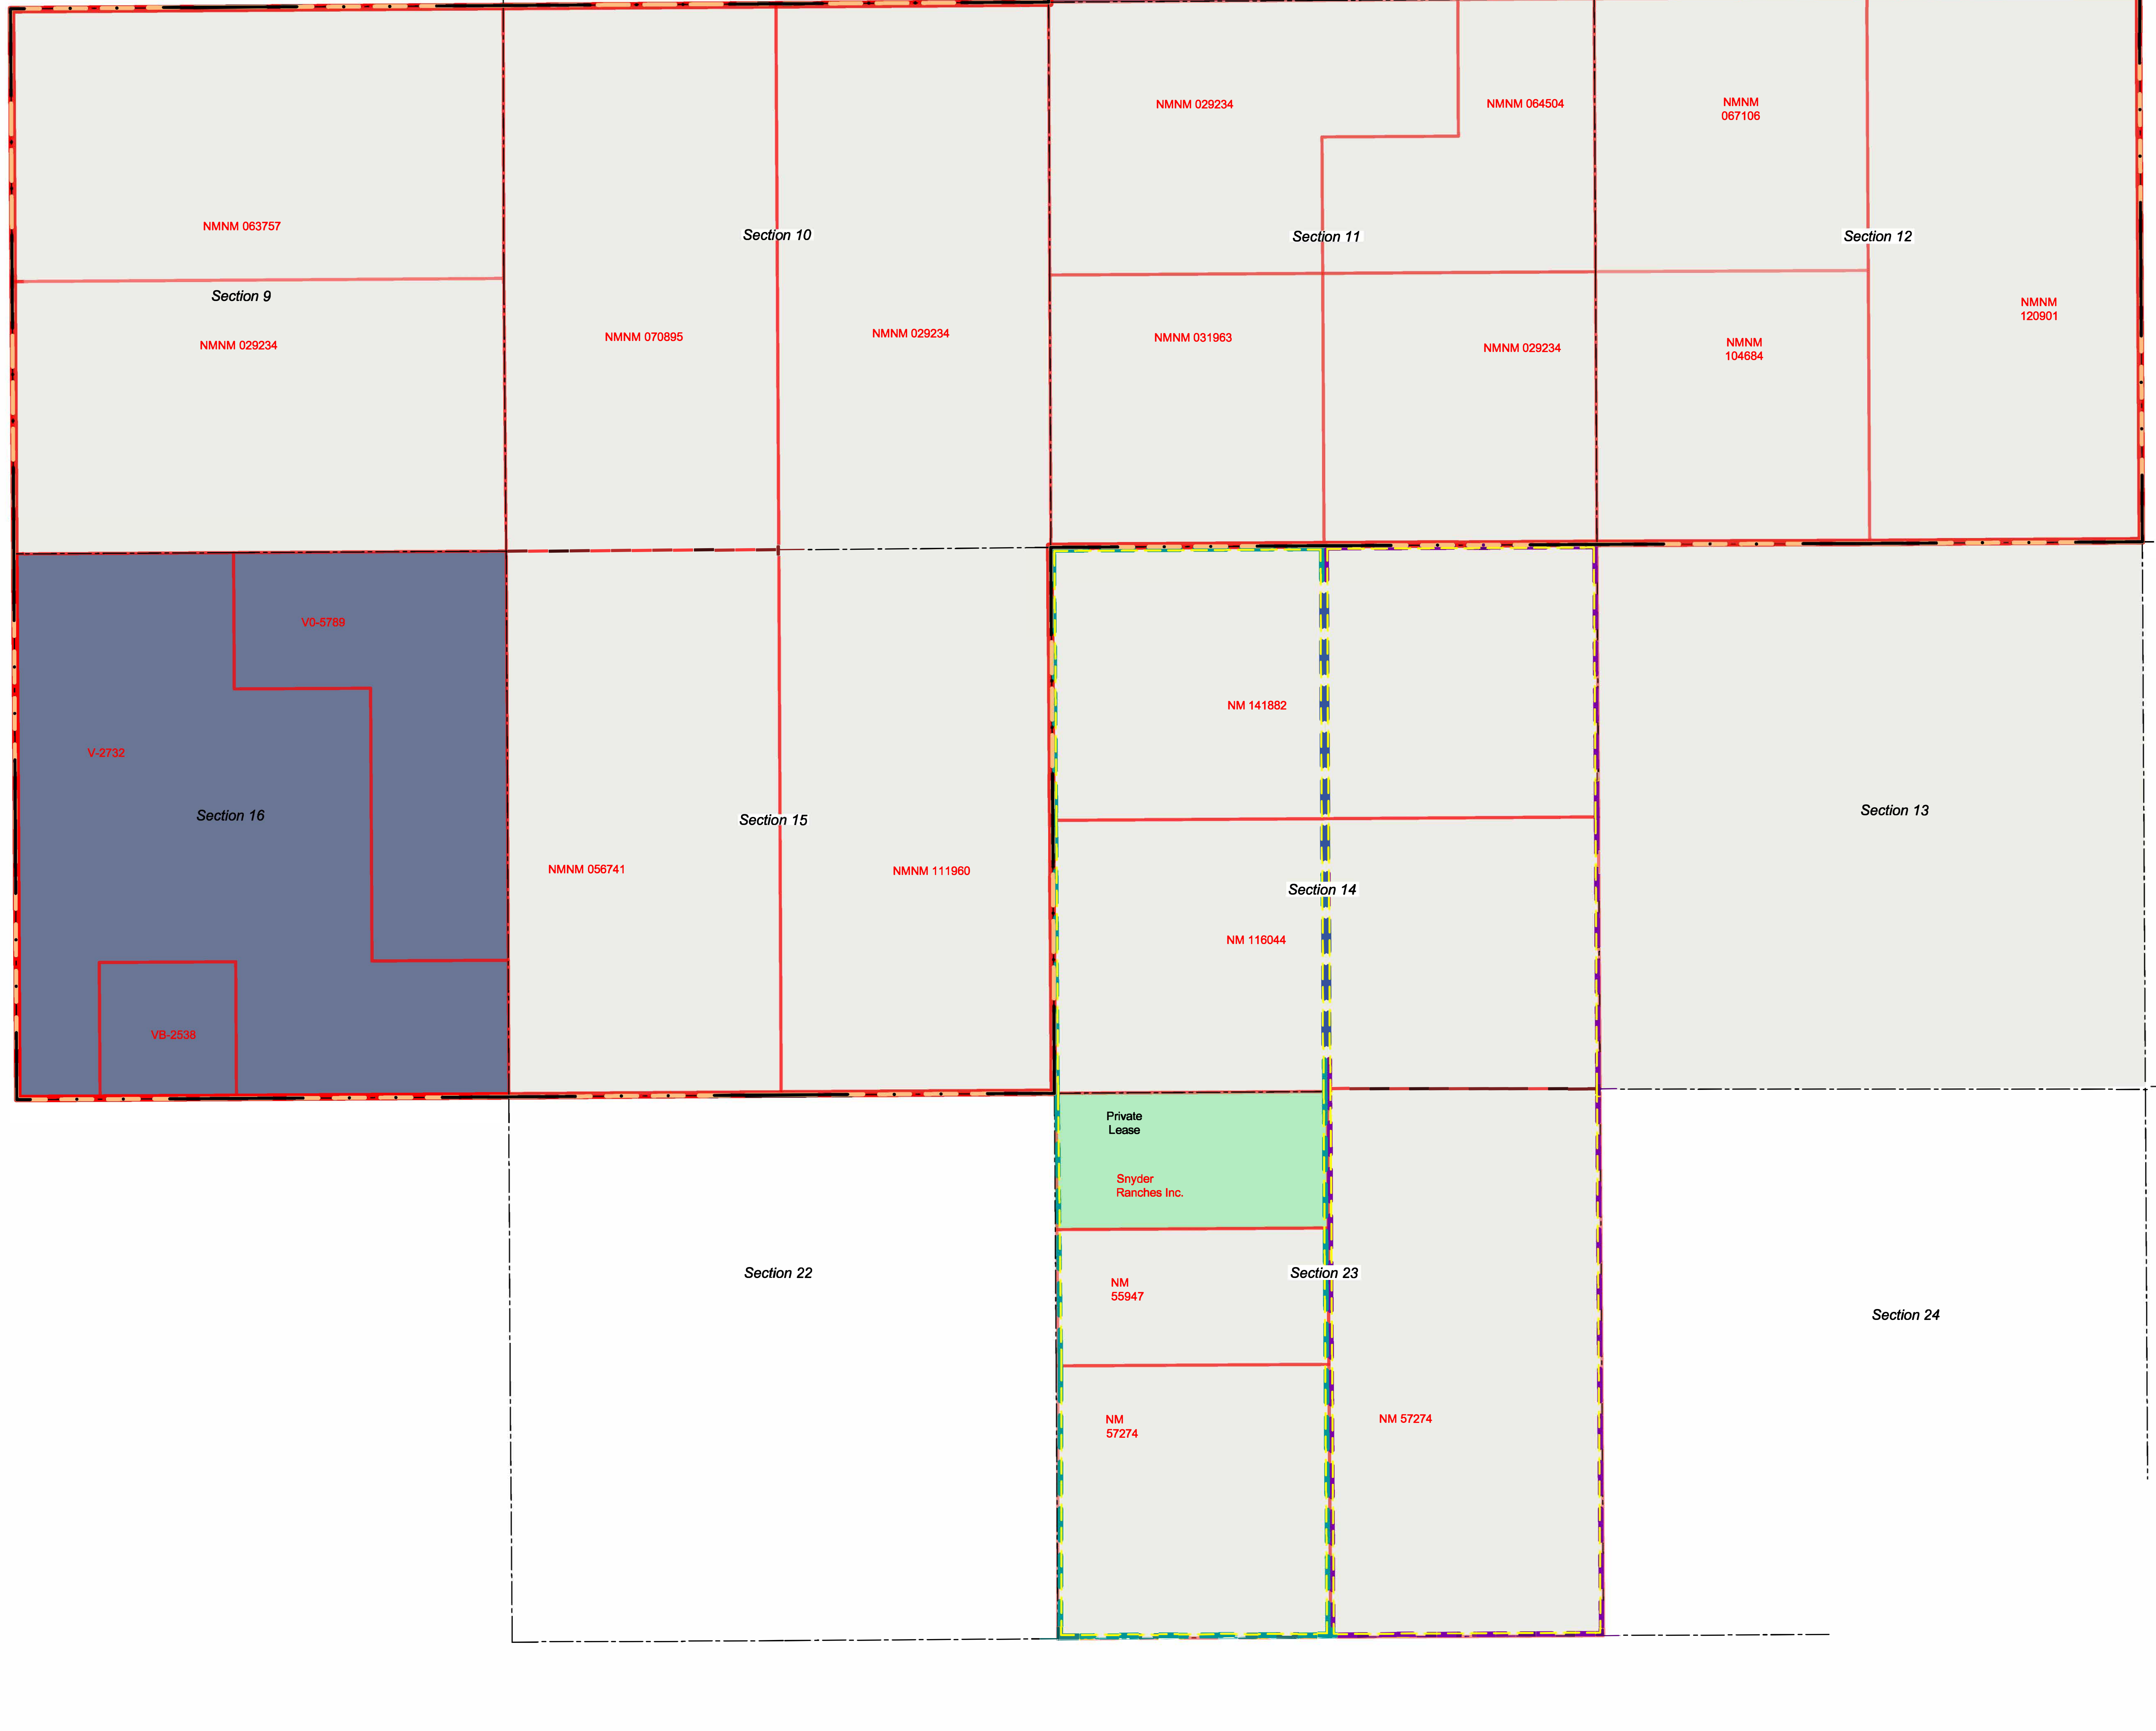 NMNM 029234
NMNM 064504
NMNM
067106
NMNM 063757
Section 10
Section 11
Section 12
Section 9
NMNM 029234
NMNM 070895
NMNM 029234
NMNM 031963
NMNM 029234
NMNM
104684
NMNM
120901
V0-5789
NM 141882
V-2732
Section 16
Section 15
Section 13
NMNM 056741
NMNM 111960
Section 14
NM 116044
VB-2538
Private
Lease
Snyder
Ranches Inc.
Section 22
Section 23
NM
55947
Section 24
NM
57274
NM 57274